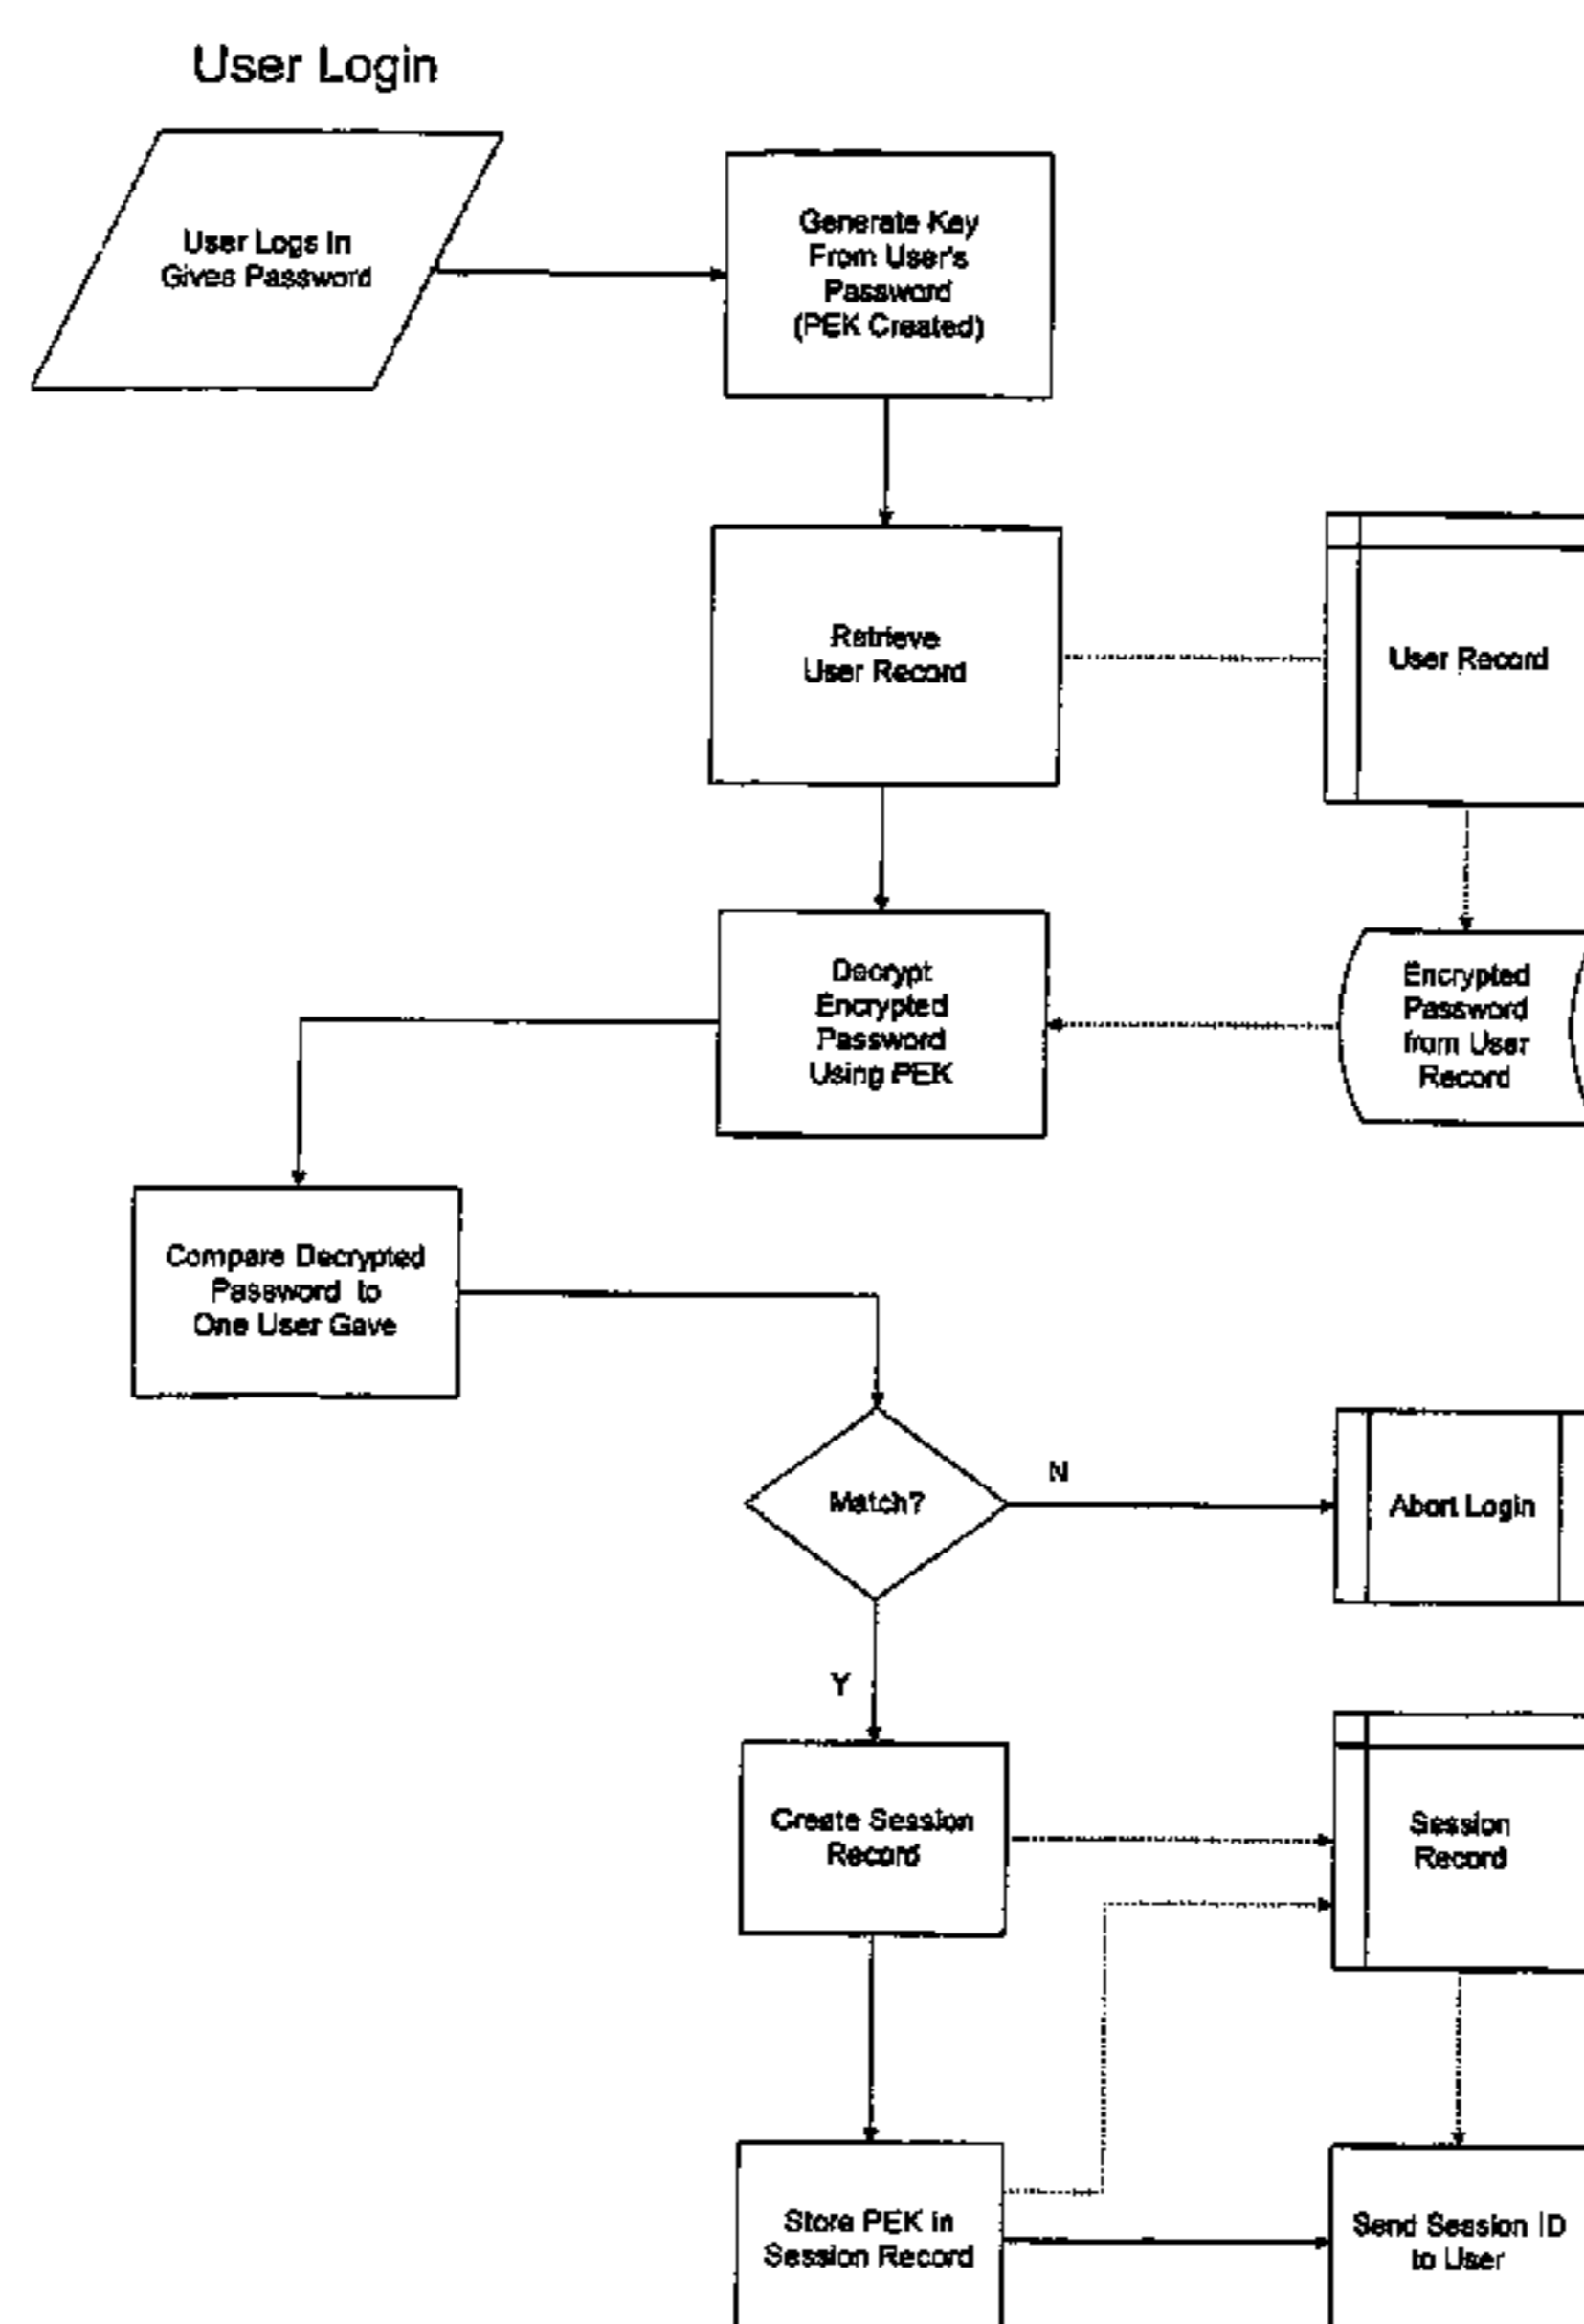 User Login
User Logs In
Gives Password
Generate Key
From User's
Password
(PEK Created)
Retrieve
User Record
User Record
Decrypt
Encrypted
Password
Using PEK
Encrypted
Password
from User
Record
Compare Decrypted
Password to
One User Gave
Match?
N
Abort Login
Y
Create Session
Record
Session
Record
Store PEK in
Session Record
Send Session ID
to User